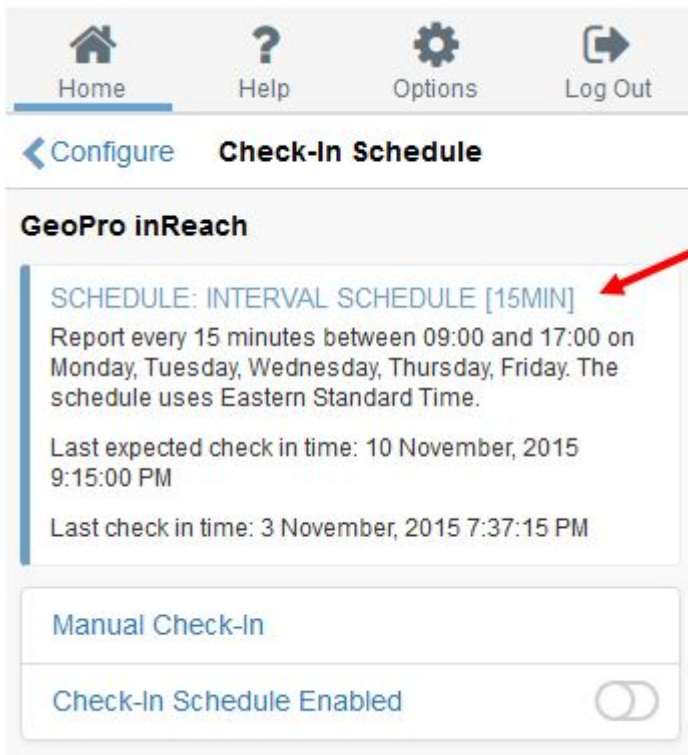 Home Help Options Log Out
Configure Check-In Schedule
GeoPro inReach
SCHEDULE: INTERVAL SCHEDULE [15MIN]
Report every 15 minutes between 09:00 and 17:00 on
Monday, Tuesday, Wednesday, Thursday, Friday. The
schedule uses Eastern Standard Time.
Last expected check in time: 10 November, 2015
9:15:00 PM
Last check in time: 3 November, 2015 7:37:15 PM
Manual Check-In
Check-In Schedule Enabled